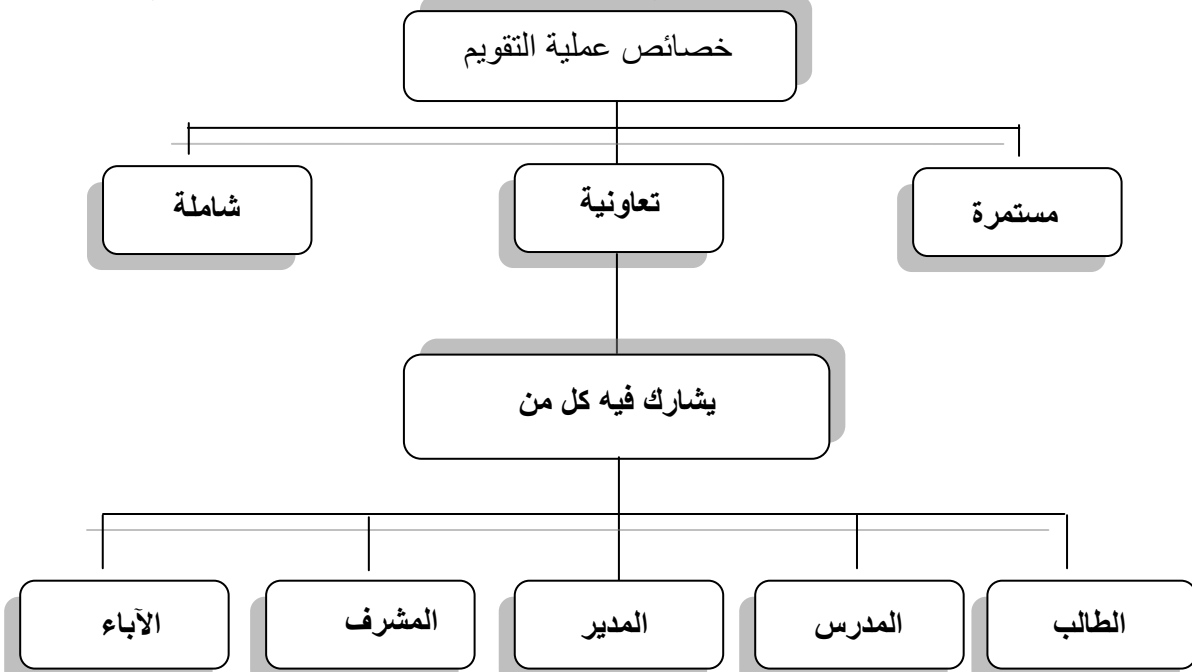 خصائص عملية التقويم
مستمرة
تعاونية
شاملة
يشارك فيه كل من
الطالب
المدرس
المدير
المشرف
الآباء